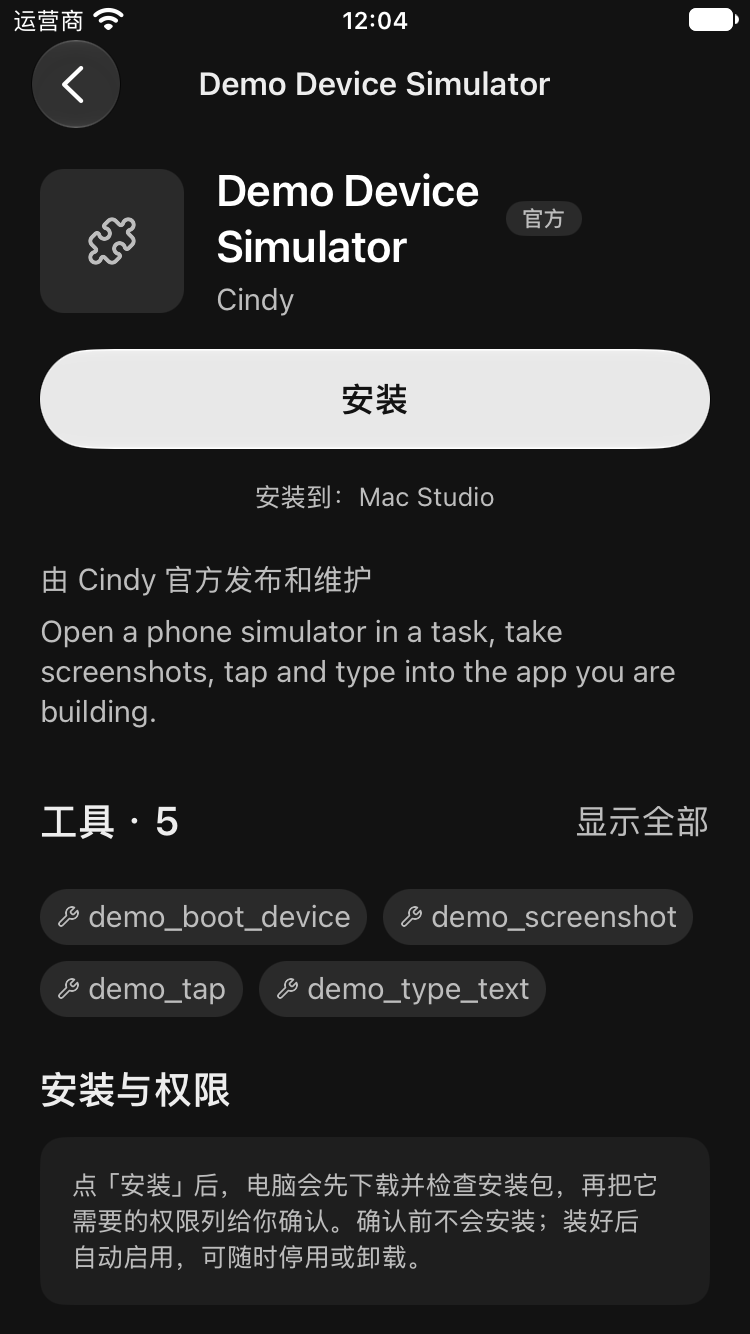 运营商
12:04
Demo Device Simulator
Demo Device
Simulator
官方
Cindy
安装
安装到：Mac Studio
由 Cindy 官方发布和维护
Open a phone simulator in a task, take
screenshots, tap and type into the app you are
building.
工具 · 5
显示全部
demo_boot_device
demo_screenshot
demo_tap
demo_type_text
安装与权限
点「安装」后，电脑会先下载并检查安装包，再把它
需要的权限列给你确认。确认前不会安装；装好后
自动启用，可随时停用或卸载。